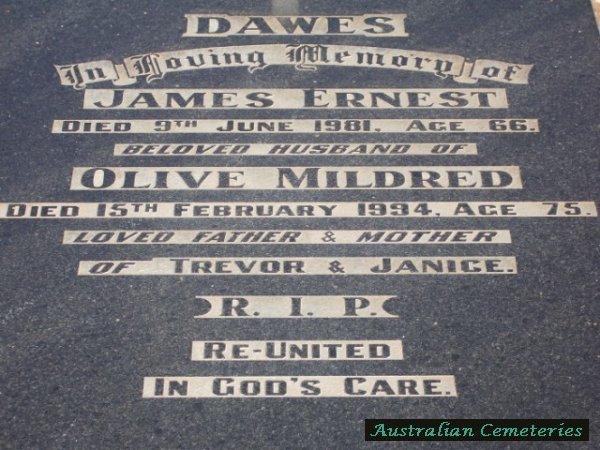 DAWES
In Loving Memory of
JAMES ERNEST
DIED 9TH JUNE 1981. AGE 66.
BELOVED HUSBAND OF
OLIVE MILDRED
DIED 15TH FEBRUARY 1994. AGE 75.
LOVED FATHER & MOTHER
OF TREVOR & JANICE.
R. I. P.
RE-UNITED
IN GOD'S CARE.
Australian Cemeteries